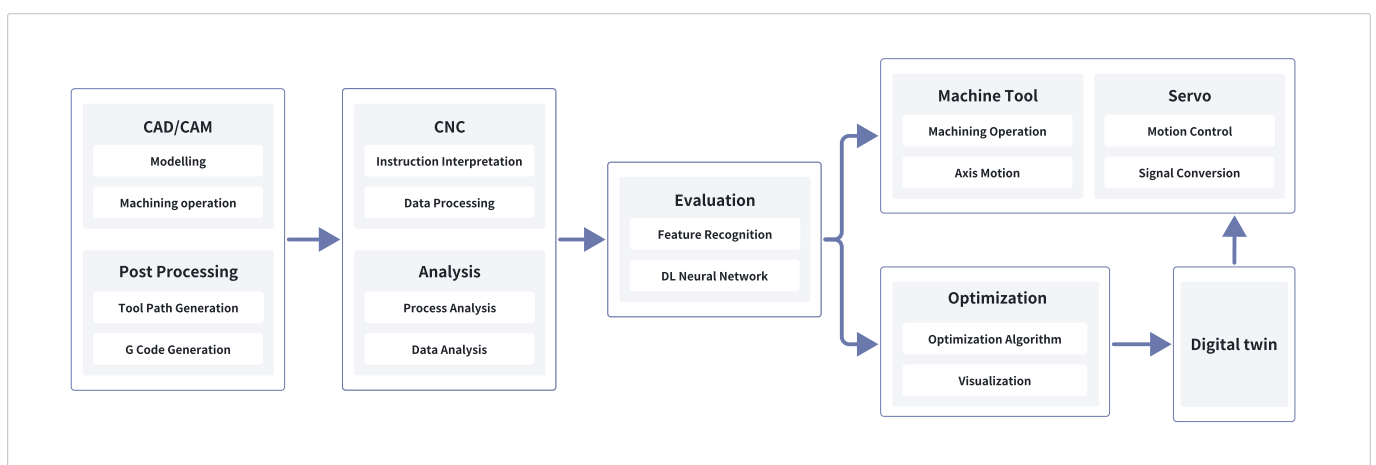 CAD/CAM
Modelling
Machining operation
Post Processing
Tool Path Generation
G Code Generation
CNC
Instruction Interpretation
Data Processing
Analysis
Process Analysis
Data Analysis
Evaluation
Feature Recognition
DL Neural Network
Machine Tool
Machining Operation
Axis Motion
Servo
Motion Control
Signal Conversion
Optimization
Optimization Algorithm
Visualization
Digital twin